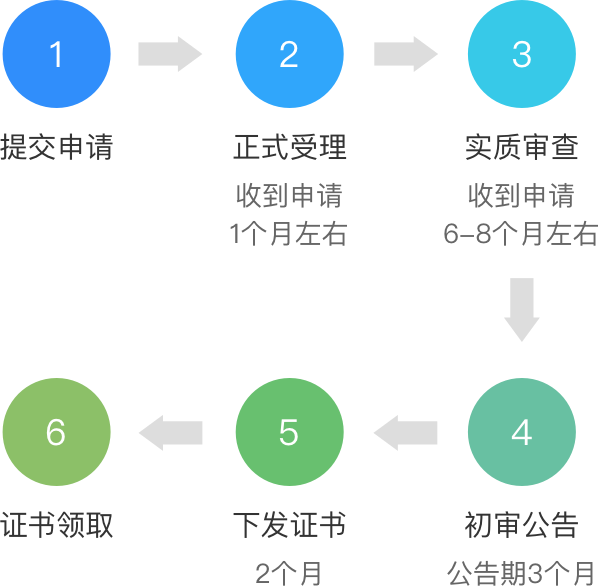 1
2
3
提交申请
正式受理
实质审查
收到申请
1个月左右
收到申请
6-8个月左右
6
5
4
证书领取
下发证书
初审公告
2个月
公告期3个月